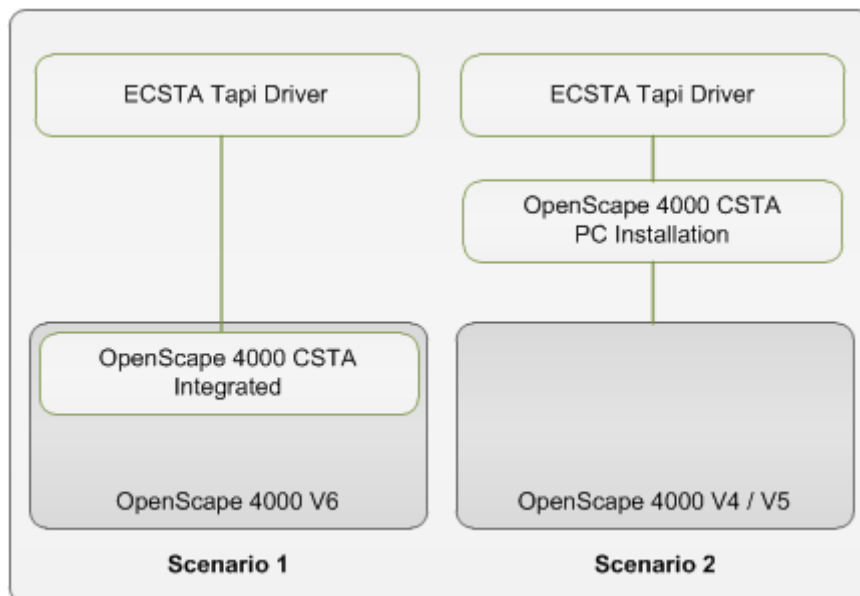 ECSTA Tapi Driver
ECSTA Tapi Driver
OpenScape 4000 CSTA
PC Installation
OpenScape 4000 CSTA
Integrated
OpenScape 4000 V6
OpenScape 4000 V4 / V5
Scenario 1
Scenario 2